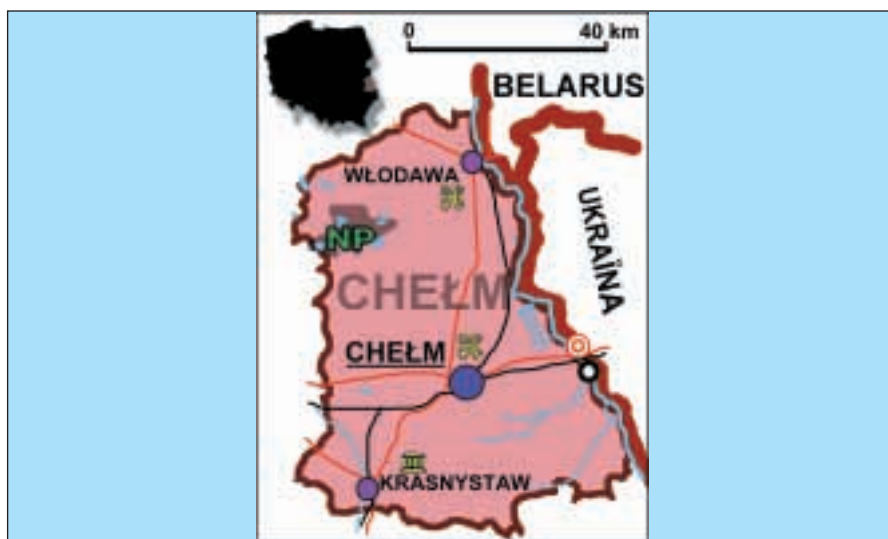 0 40 km
BELARUS
WŁODAWA
UKRAÏNA
NP
CHEŁM
CHEŁM
KRASNYSTAW